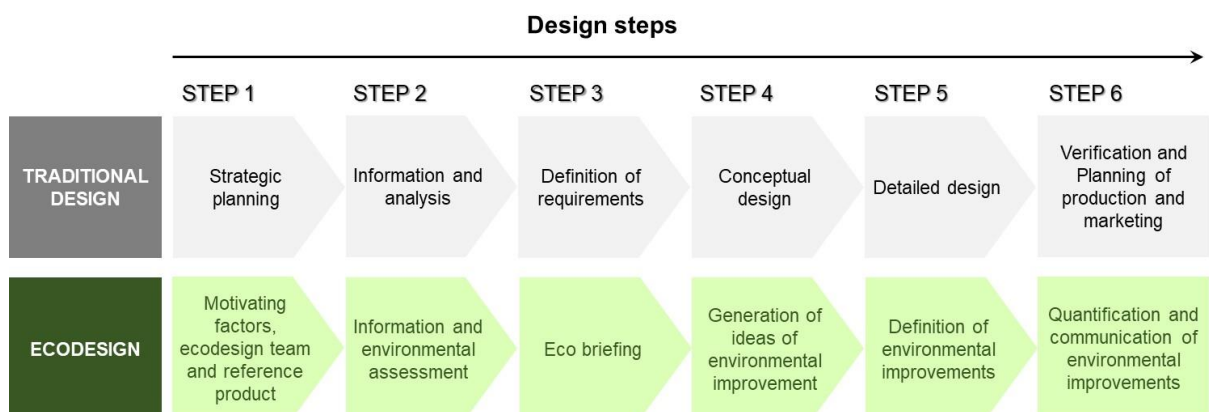 Design steps
STEP 1
STEP 2
STEP 3
STEP 4
STEP 5
STEP 6
TRADITIONAL
DESIGN
Strategic
planning
Information and
analysis
Definition of
requirements
Conceptual
design
Detailed design
Verification and
Planning of
production and
marketing
ECODESIGN
Motivating
factors,
ecodesign team
and reference
product
Information and
environmental
assessment
Eco briefing
Generation of
ideas of
environmental
improvement
Definition of
environmental
improvements
Quantification and
communication of
environmental
improvements